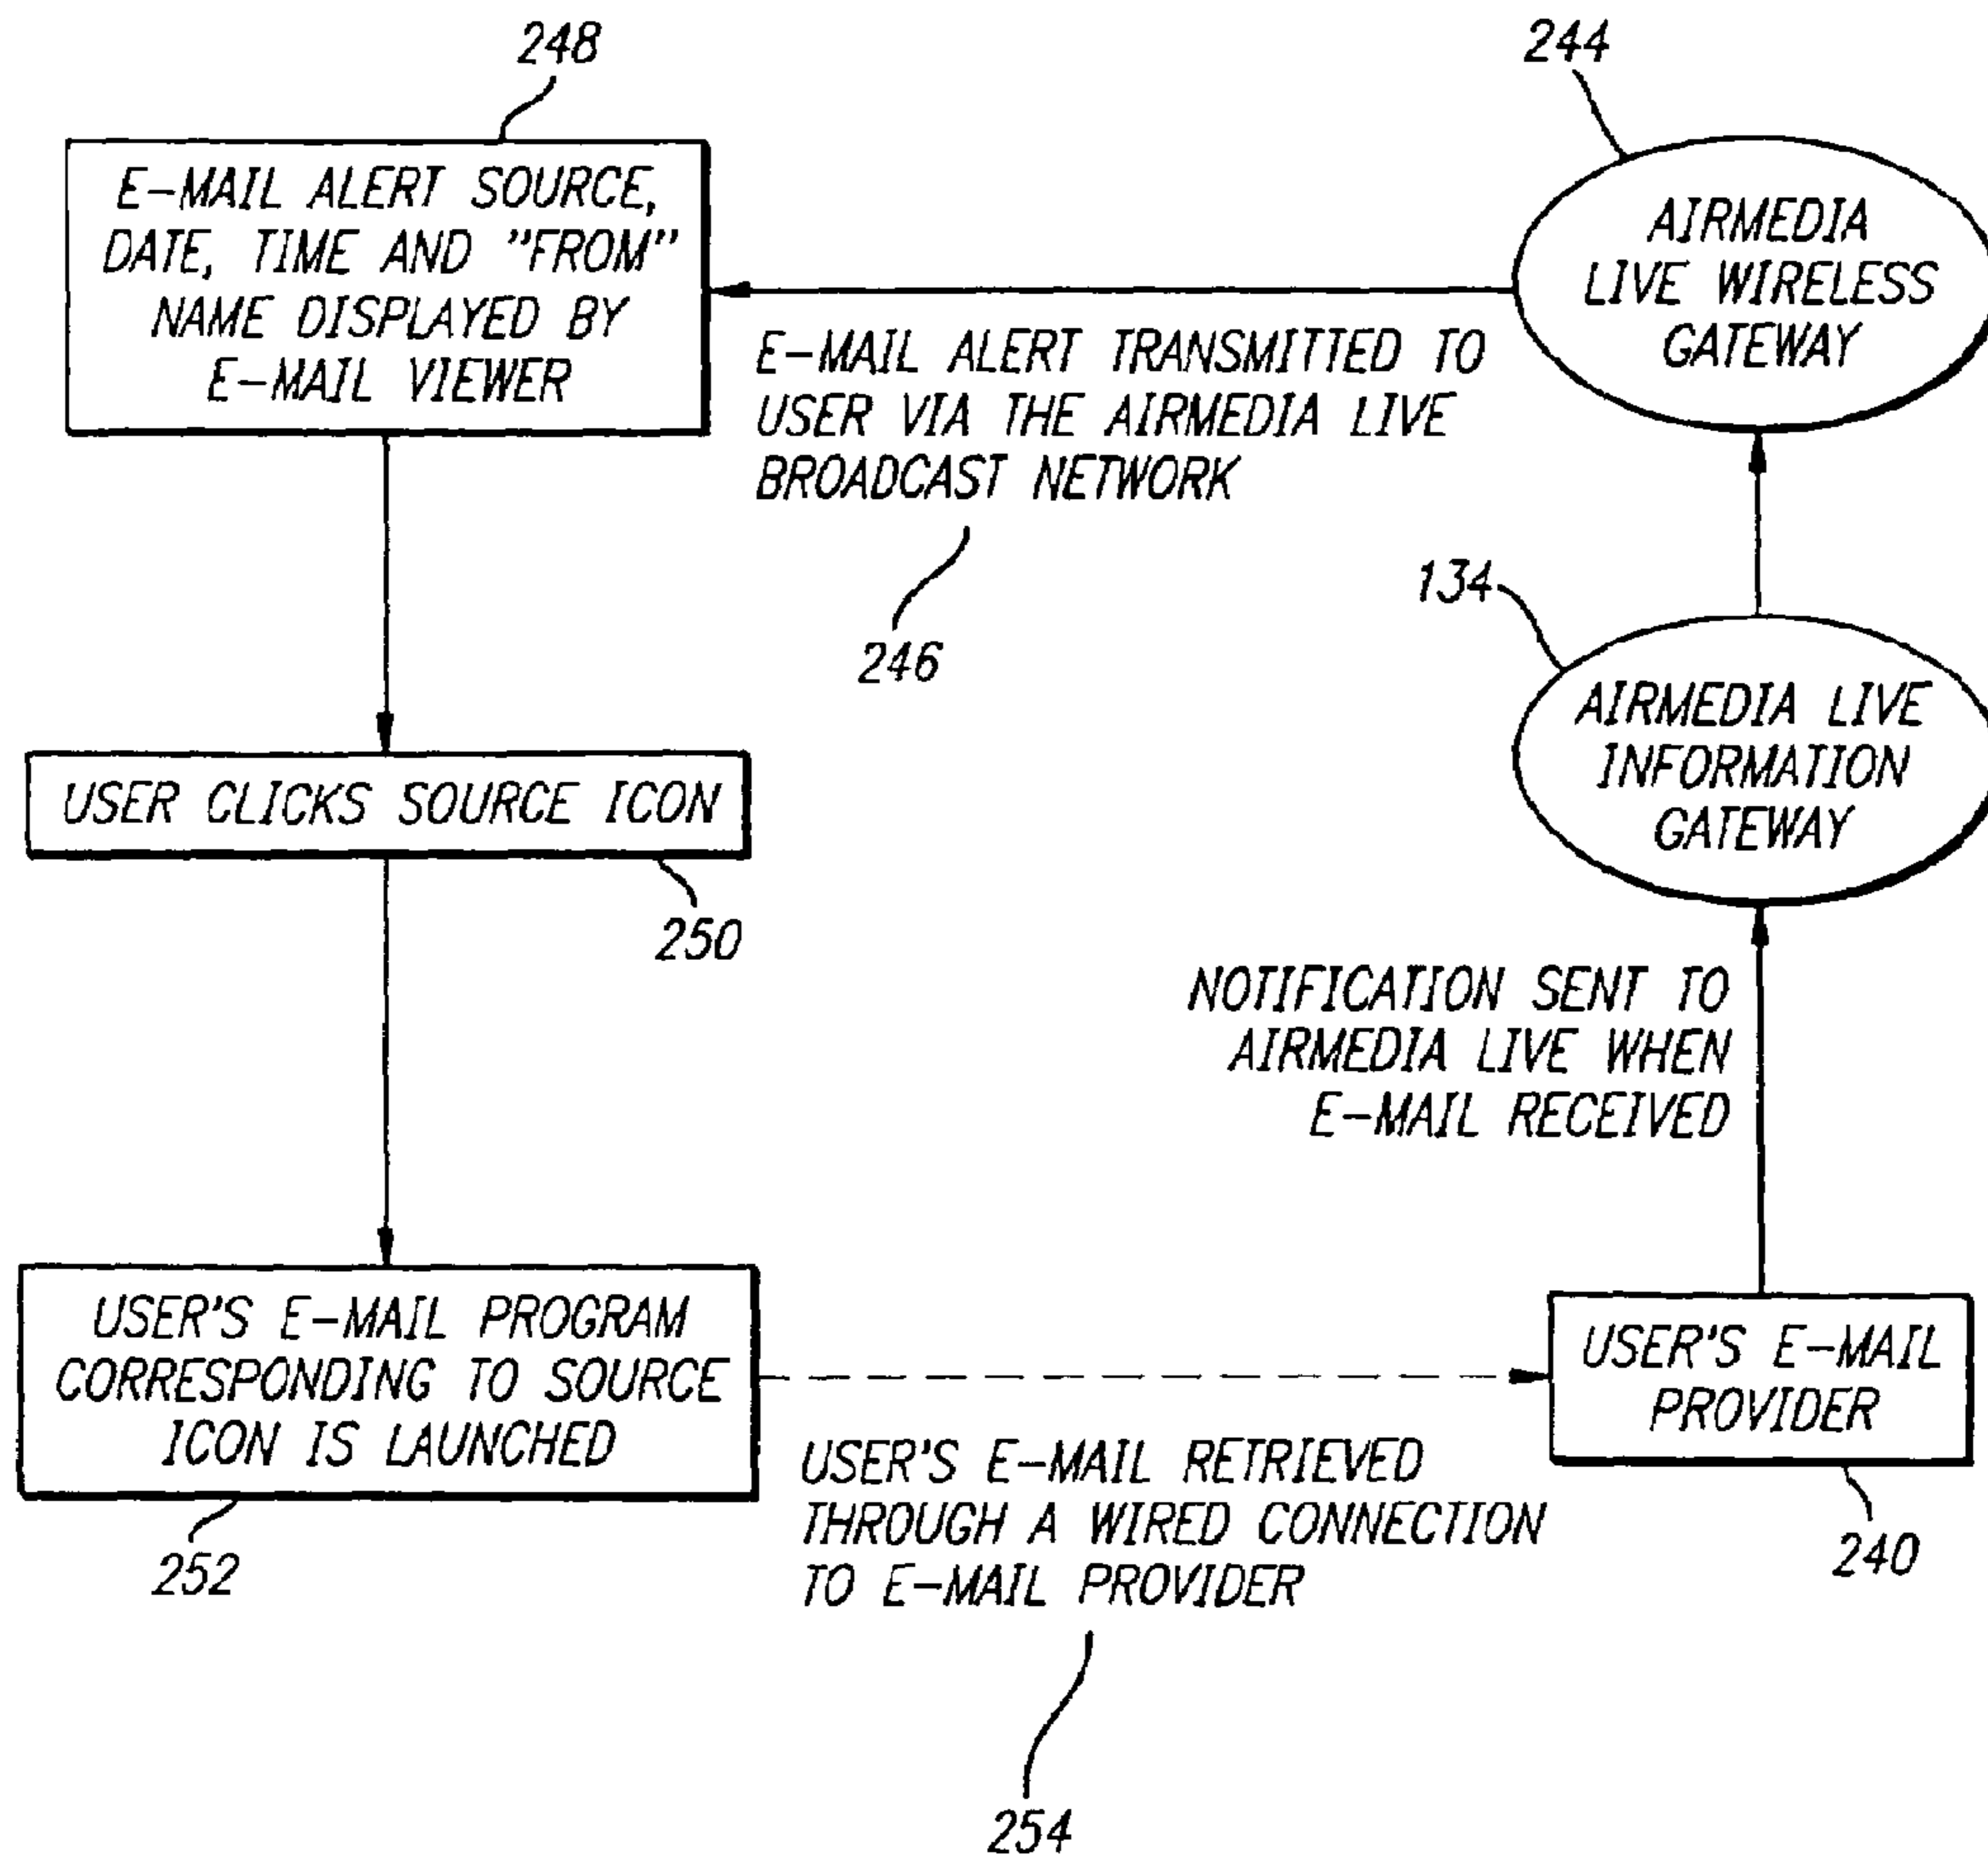 248
E-MAIL ALERT SOURCE,
DATE, TIME AND "FROM"
NAME DISPLAYED BY
E-MAIL VIEWER
244
AIRMEDIA
LIVE WIRELESS
GATEWAY
E-MAIL ALERT TRANSMITTED TO
USER VIA THE AIRMEDIA LIVE
BROADCAST NETWORK
246
134
AIRMEDIA LIVE
INFORMATION
GATEWAY
USER CLICKS SOURCE ICON
250
NOTIFICATION SENT TO
AIRMEDIA LIVE WHEN
E-MAIL RECEIVED
USER'S E-MAIL PROGRAM
CORRESPONDING TO SOURCE
ICON IS LAUNCHED
252
USER'S E-MAIL
PROVIDER
240
USER'S E-MAIL RETRIEVED
THROUGH A WIRED CONNECTION
TO E-MAIL PROVIDER
254